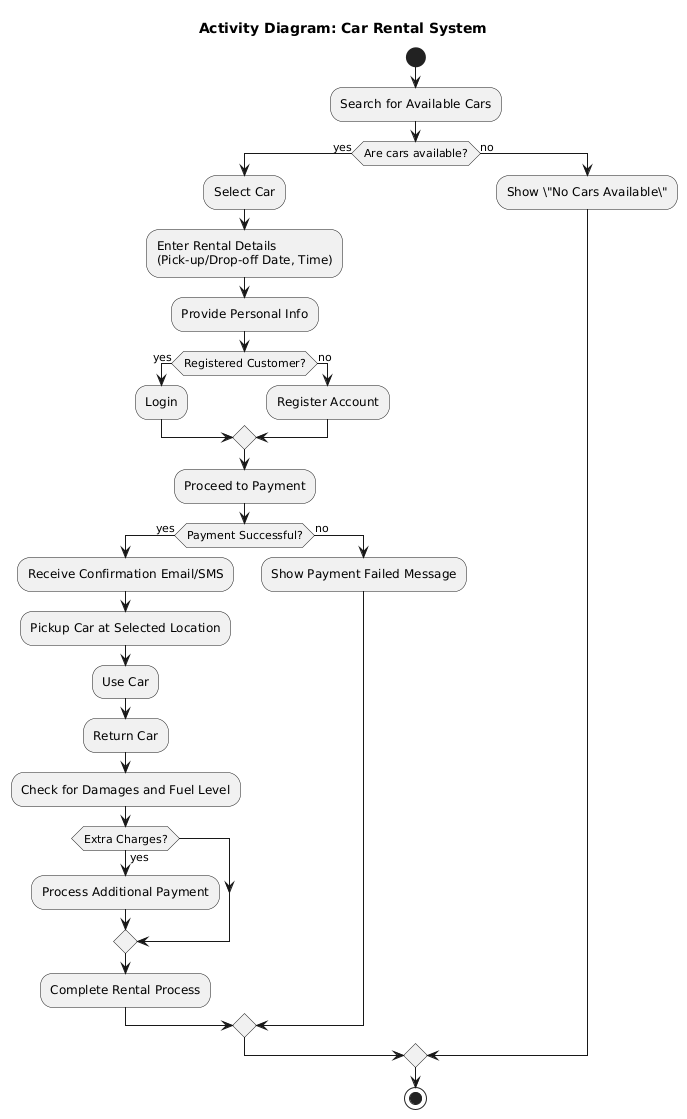 Activity Diagram: Car Rental System
Search for Available Cars
yes
Are cars available?
no
Select Car
Show \"No Cars Available\"
Enter Rental Details
(Pick-up/Drop-off Date, Time)
Provide Personal Info
yes
Registered Customer?
no
Login
Register Account
Proceed to Payment
yes
Payment Successful?
no
Receive Confirmation Email/SMS
Show Payment Failed Message
Pickup Car at Selected Location
Use Car
Return Car
Check for Damages and Fuel Level
Extra Charges?
yes
Process Additional Payment
Complete Rental Process